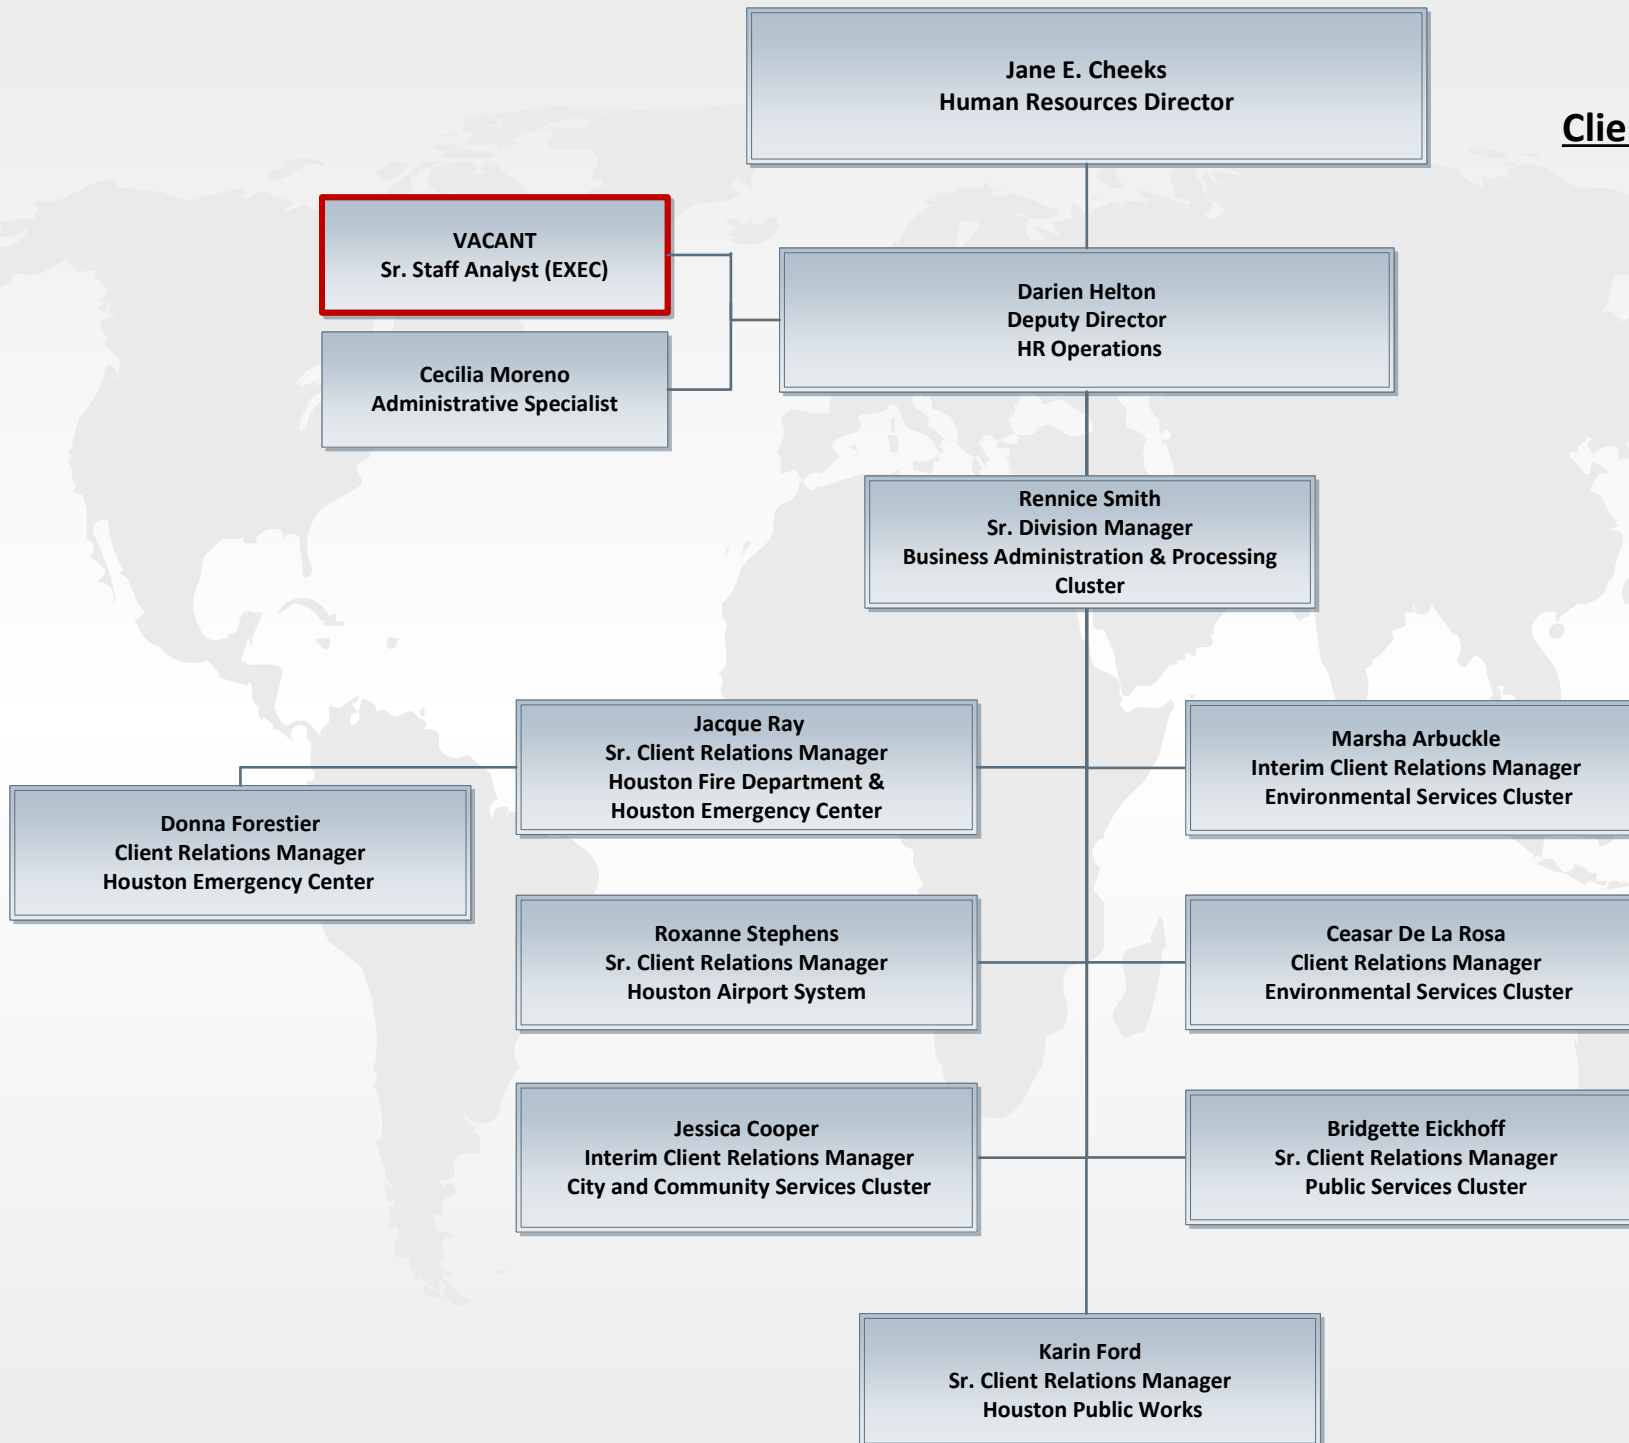 Jane E. Cheeks
Human Resources Director
Clie
VACANT
Sr. Staff Analyst (EXEC)
Darien Helton
Deputy Director
HR Operations
Cecilia Moreno
Administrative Specialist
Rennice Smith
Sr. Division Manager
Business Administration & Processing
Cluster
Jacque Ray
Sr. Client Relations Manager
Houston Fire Department &
Houston Emergency Center
Marsha Arbuckle
Interim Client Relations Manager
Environmental Services Cluster
Donna Forestier
Client Relations Manager
Houston Emergency Center
Roxanne Stephens
Sr. Client Relations Manager
Houston Airport System
Ceasar De La Rosa
Client Relations Manager
Environmental Services Cluster
Jessica Cooper
Interim Client Relations Manager
City and Community Services Cluster
Bridgette Eickhoff
Sr. Client Relations Manager
Public Services Cluster
Karin Ford
Sr. Client Relations Manager
Houston Public Works